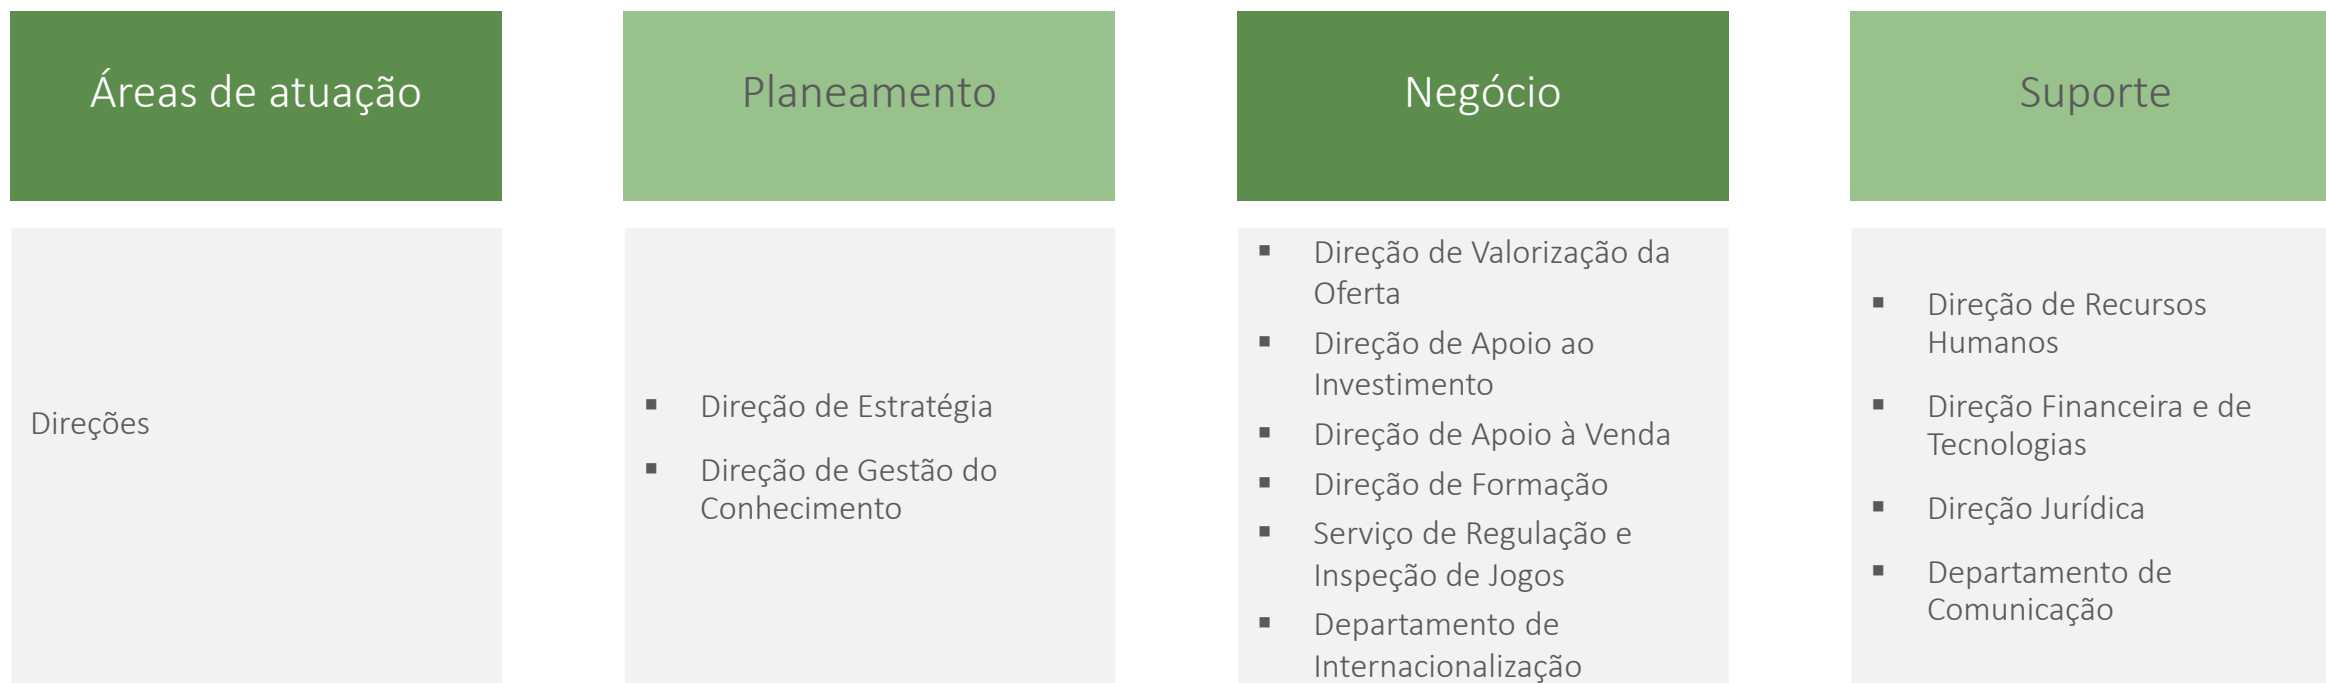 Áreas de atuação
Planeamento
Negócio
Suporte
Direções
▪ Direção de Estratégia
▪ Direção de Gestão do
Conhecimento
▪ Direção de Valorização da
Oferta
▪ Direção de Apoio ao
Investimento
▪ Direção de Apoio à Venda
▪ Direção de Formação
▪ Serviço de Regulação e
Inspeção de Jogos
▪ Departamento de
Internacionalização
▪ Direção de Recursos
Humanos
▪ Direção Financeira e de
Tecnologias
▪ Direção Jurídica
▪ Departamento de
Comunicação